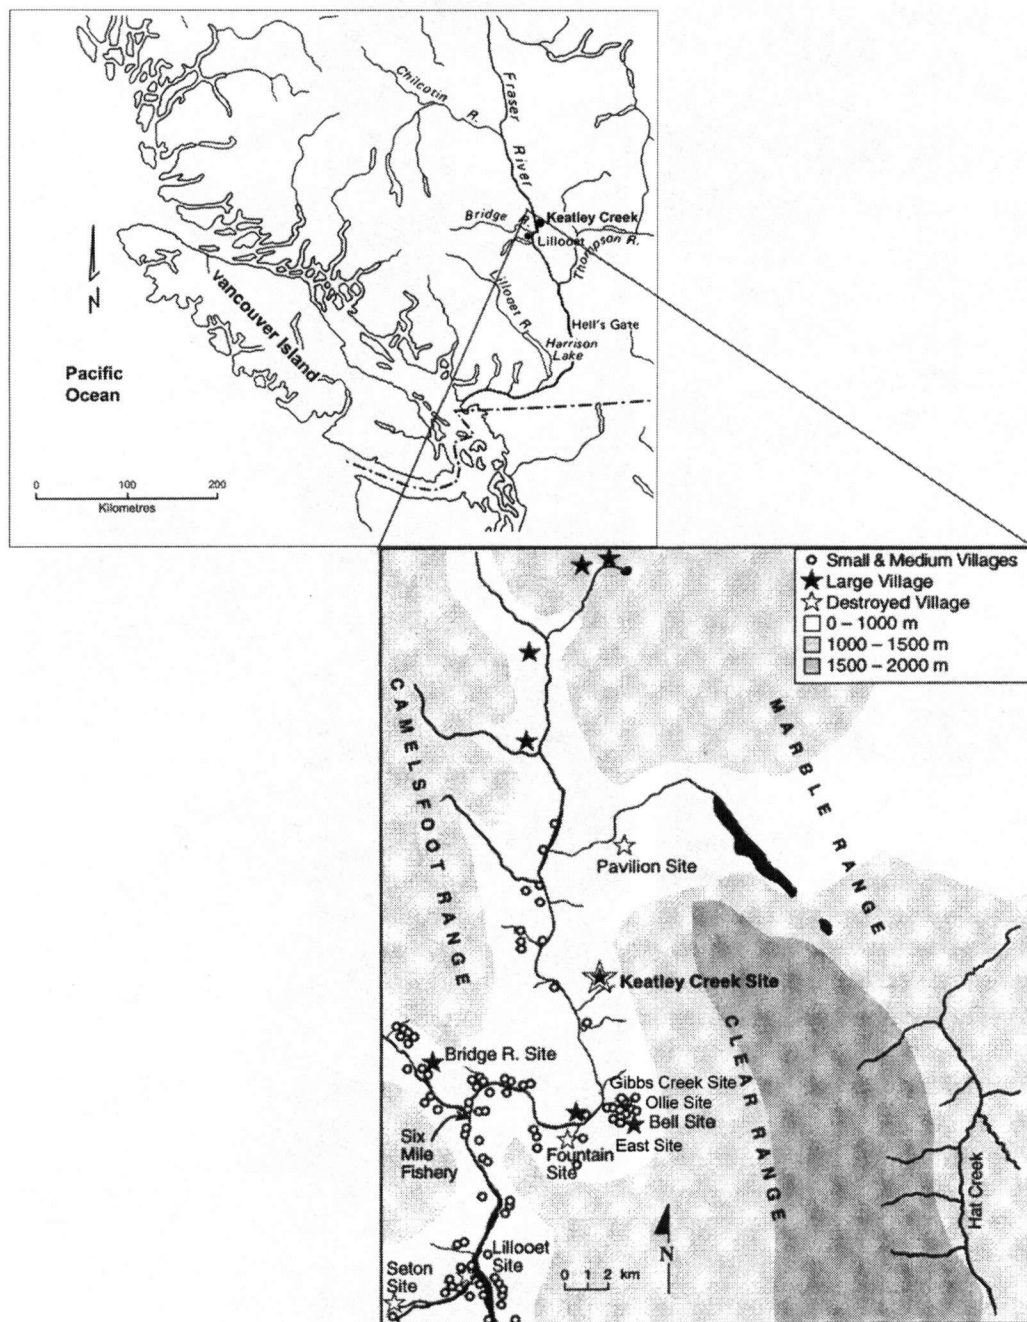 Chilcotin R.
Fraser River
Bridge R.
Keatley Creek
Lillooet
Thompson R.
Lillooet R.
Hell's Gate
Harrison
Lake
Vancouver Island
N
Pacific
Ocean
0 100 200
Kilometres
Small & Medium Villages
Large Village
Destroyed Village
0 – 1000 m
1000 – 1500 m
1500 – 2000 m
CAMELSFOOT RANGE
MARBLE RANGE
Pavilion Site
Keatley Creek Site
CLEAR RANGE
Bridge R. Site
Gibbs Creek Site
Ollie Site
Bell Site
East Site
Six
Mile
Fishery
Fountain
Site
Hat Creek
Lillooet
Site
Seton
Site
N
0 1 2 km